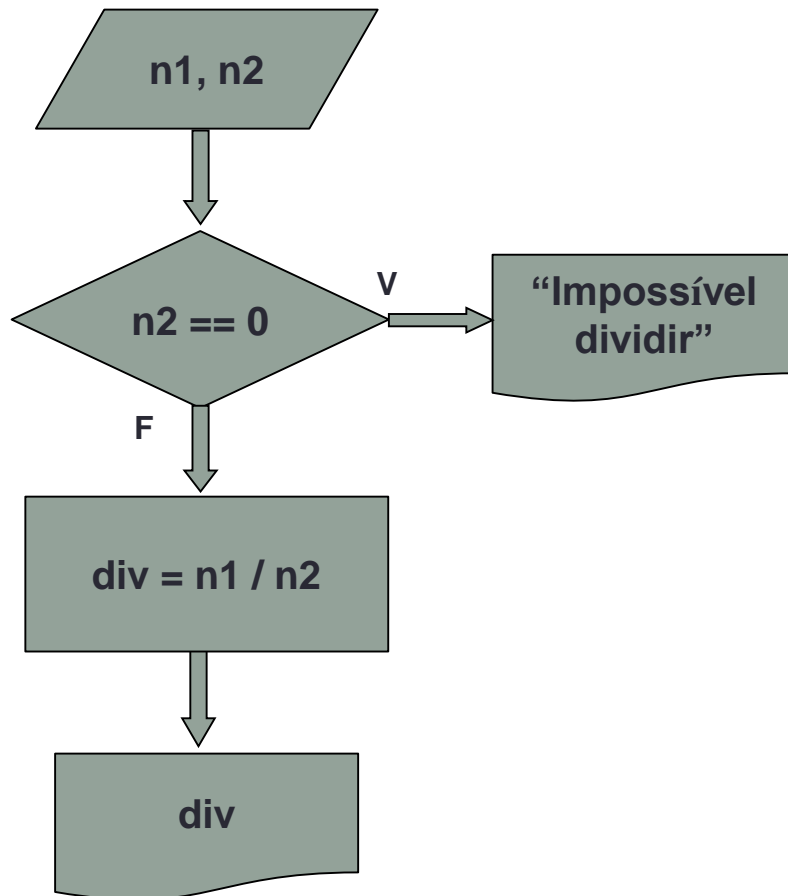 n1, n2
n2 == 0
V
“Impossível
dividir”
F
div = n1 / n2
div